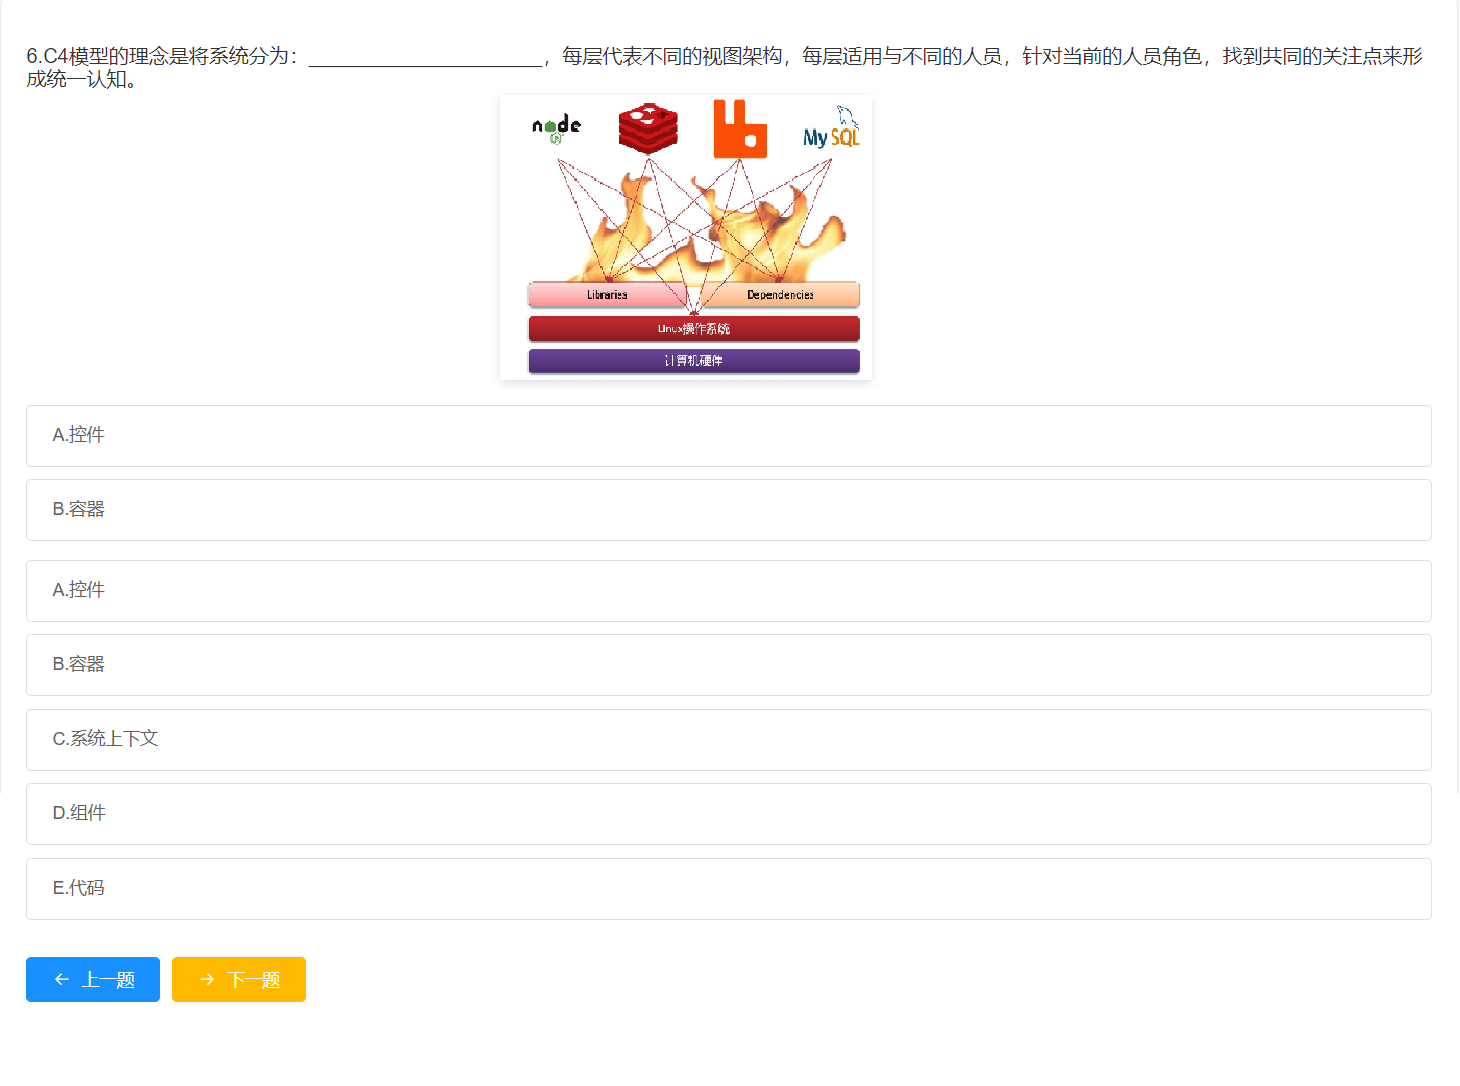 6.C4模型的理念是将系统分为：_____________________，每层代表不同的视图架构，每层适用与不同的人员，针对当前的人员角色，找到共同的关注点来形
成统一认知。
node
JS
MySQL
Libraries
Dependencies
Linux操作系统
计算机硬件
A.控件
B.容器
A.控件
B.容器
C.系统上下文
D.组件
E.代码
← 上一题
→ 下一题